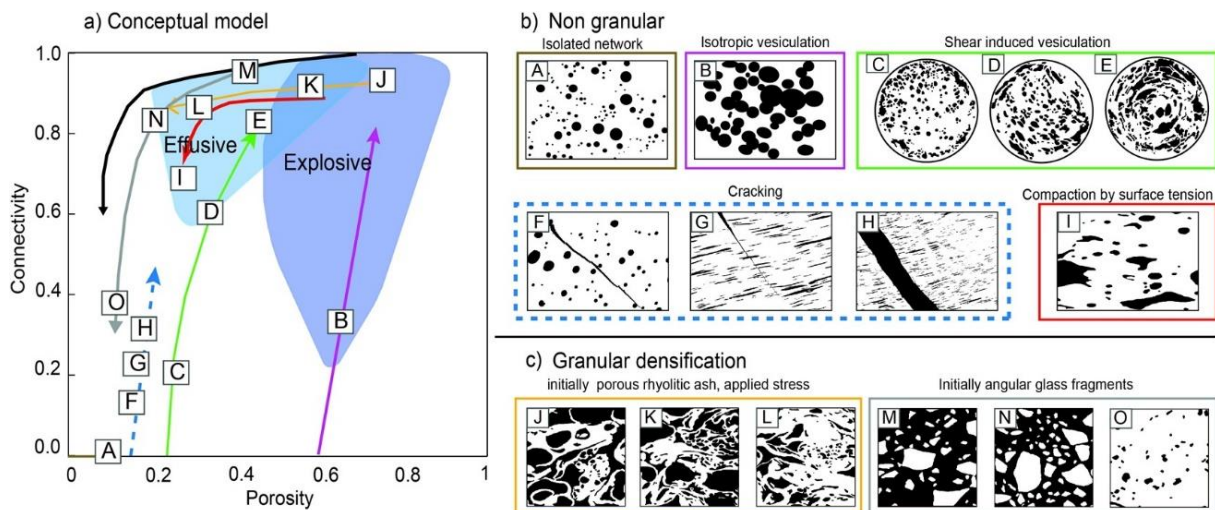 a) Conceptual model
1.0
0.8
0.6
0.4
0.2
0.0
Connectivity
M
K
J
L
N
E
Effusive
Explosive
I
D
O
B
H
G
C
F
A
0.2
0.4
0.6
0.8
1
Porosity
b) Non granular
Isolated network
Isotropic vesiculation
Shear induced vesiculation
A
B
C
D
E
Cracking
Compaction by surface tension
F
G
H
I
c) Granular densification
initially porous rhyolitic ash, applied stress
Initially angular glass fragments
J
K
L
M
N
O